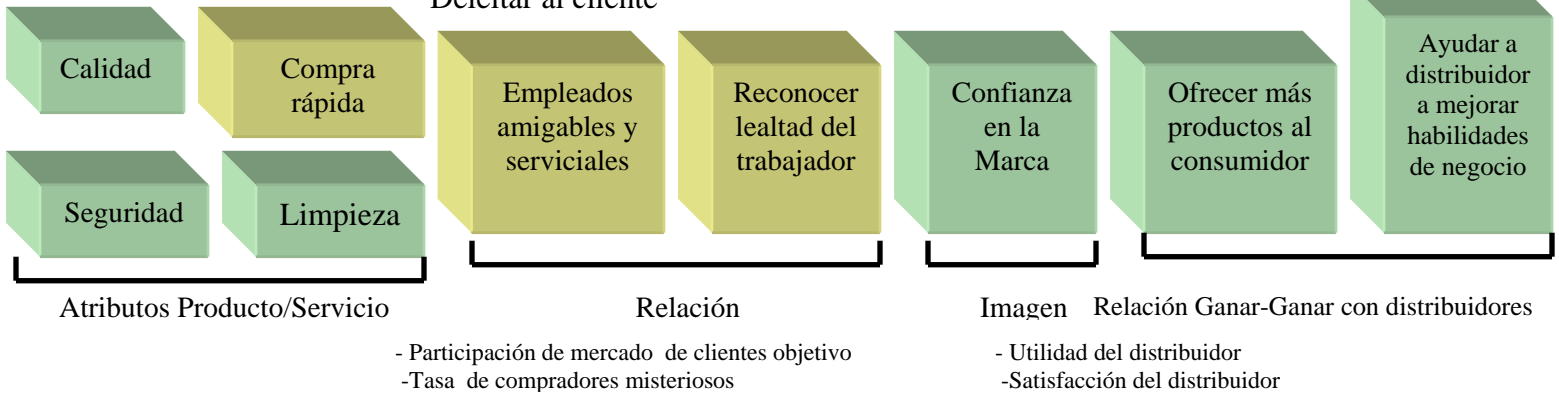 Deleitar al cliente
Calidad
Compra
rápida
Seguridad
Limpieza
Empleados
amigables y
serviciales
Reconocer
lealtad del
trabajador
Confianza
en la
Marca
Ofrecer más
productos al
consumidor
Ayudar a
distribuidor
a mejorar
habilidades
de negocio
Atributos Producto/Servicio
Relación
Imagen
Relación Ganar-Ganar con distribuidores
- Participación de mercado de clientes objetivo
-Tasa de compradores misteriosos
- Utilidad del distribuidor
-Satisfacción del distribuidor